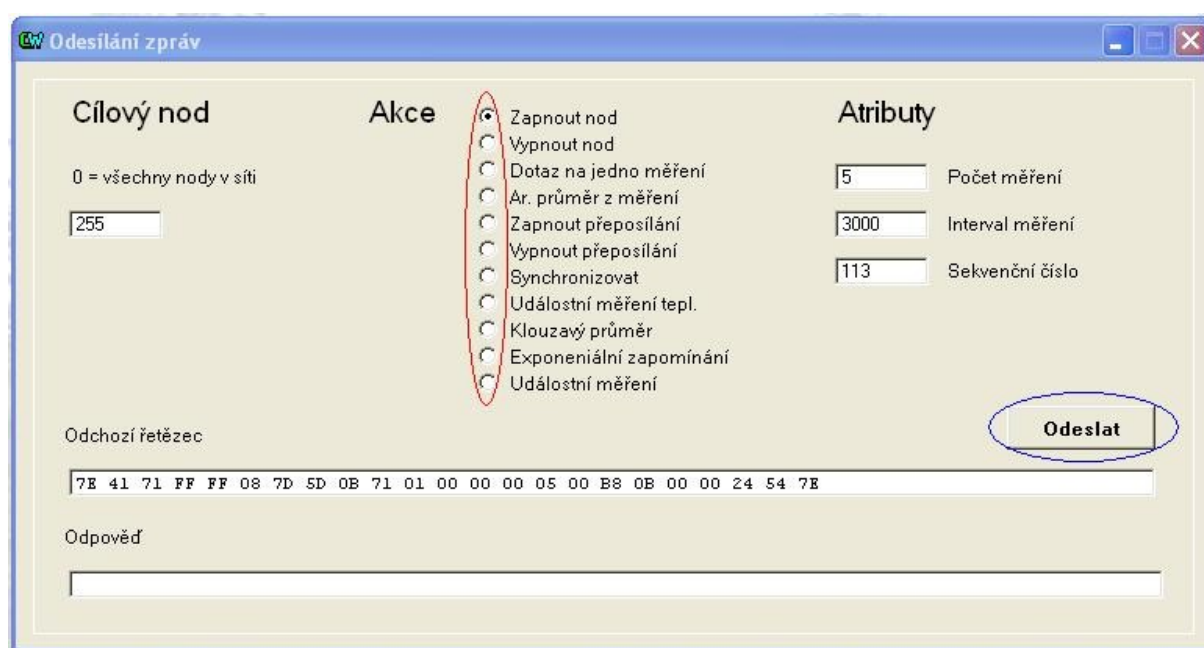 Odesílání zpráv
Cílový nod
0 = všechny nody v síti
255
Akce
Zapnout nod
Vypnout nod
Dotaz na jedno měření
Ar. průměr z měření
Zapnout přeposílání
Vypnout přeposílání
Synchronizovat
Událostní měření tepl.
Klouzavý průměr
Exponeniální zapomínání
Událostní měření
Atributy
5 Počet měření
3000 Interval měření
113 Sekvenční číslo
Odeslat
Odchozí řetězec
7E 41 71 FF FF 08 7D 5D 0B 71 01 00 00 00 05 00 B8 0B 00 00 24 54 7E
Odpověď